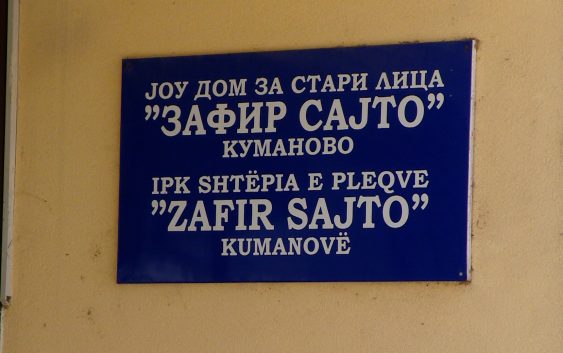 ЈОУ ДОМ ЗА СТАРИ ЛИЦА
”ЗАФИР САЈТО”
КУМАНОВО
IPK SHTËPIA E PLEQVE
”ZAFIR SAJTO”
KUMANOVË